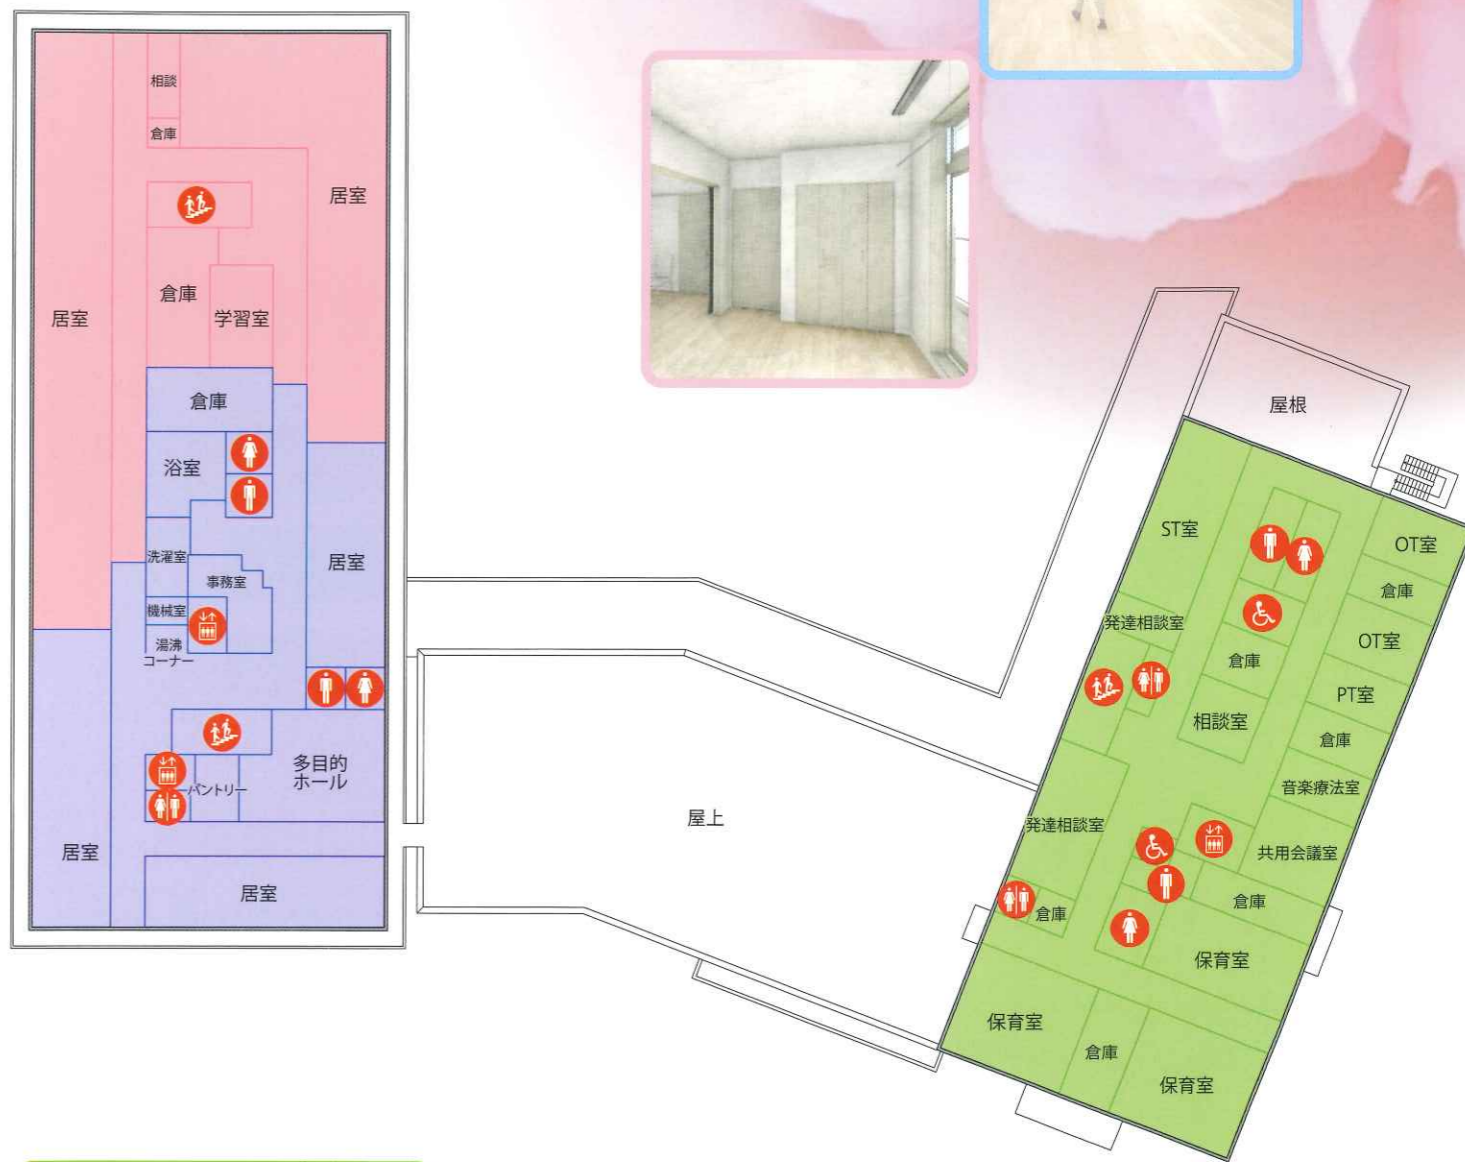 相談
倉庫
居室
倉庫
学習室
居室
倉庫
浴室
洗濯室
事務室
居室
機械室
湯沸
コーナー
多目的
ホール
パントリー
居室
居室
屋上
屋根
ST室
OT室
倉庫
発達相談室
OT室
倉庫
PT室
相談室
倉庫
音楽療法室
発達相談室
共用会議室
倉庫
倉庫
保育室
保育室
倉庫
保育室